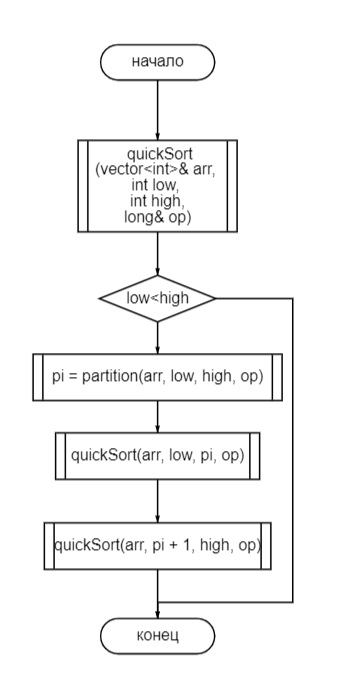 начало
quickSort
(vector<int>& arr,
int low,
int high,
long& op)
low<high
pi = partition(arr, low, high, op)
quickSort(arr, low, pi, op)
quickSort(arr, pi + 1, high, op)
конец